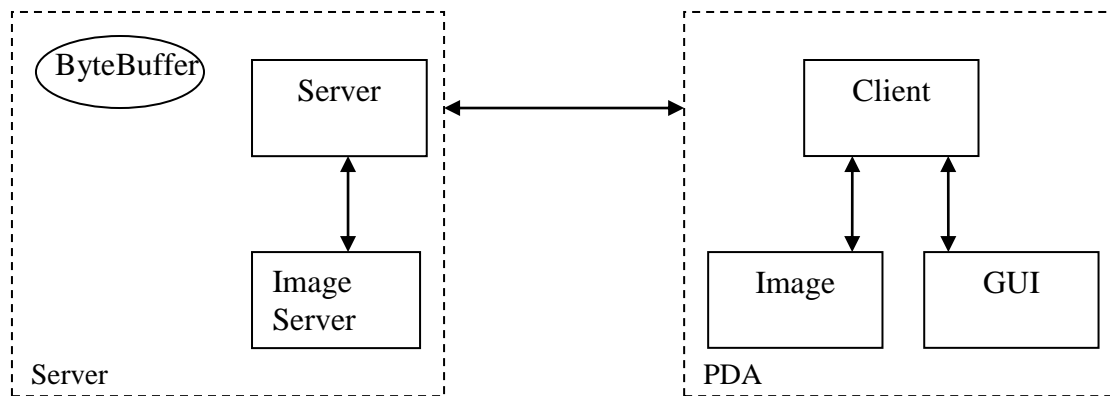 ByteBuffer
Server
Client
Image
Server
Image
GUI
Server
PDA